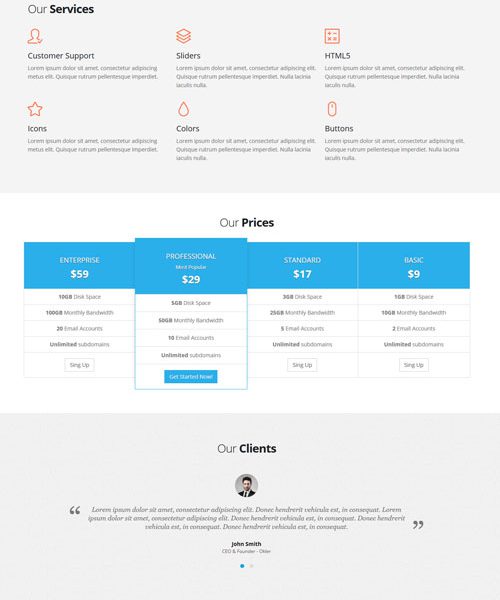 Our Services
Customer Support
Lorem ipsum dolor sit amet, consectetur adipiscing
metus elit. Quisque rutrum pellentesque imperdiet.
Sliders
Lorem ipsum dolor sit amet, consectetur adipiscing elit.
Quisque rutrum pellentesque imperdiet. Nulla lacinia
iaculis nulla.
HTML5
Lorem ipsum dolor sit amet, consectetur adipiscing elit.
Quisque rutrum pellentesque imperdiet. Nulla lacinia
iaculis nulla.
Icons
Lorem ipsum dolor sit amet, consectetur adipiscing
metus elit. Quisque rutrum pellentesque imperdiet.
Colors
Lorem ipsum dolor sit amet, consectetur adipiscing elit.
Quisque rutrum pellentesque imperdiet. Nulla lacinia
iaculis nulla.
Buttons
Lorem ipsum dolor sit amet, consectetur adipiscing elit.
Quisque rutrum pellentesque imperdiet. Nulla lacinia
iaculis nulla.
Our Prices
ENTERPRISE
$59
10GB Disk Space
100GB Monthly Bandwidth
20 Email Accounts
Unlimited subdomains
Sing Up
PROFESSIONAL
Most Popular
$29
5GB Disk Space
50GB Monthly Bandwidth
10 Email Accounts
Unlimited subdomains
Get Started Now!
STANDARD
$17
3GB Disk Space
25GB Monthly Bandwidth
5 Email Accounts
Unlimited subdomains
Sing Up
BASIC
$9
1GB Disk Space
10GB Monthly Bandwidth
2 Email Accounts
Unlimited subdomains
Sing Up
Our Clients
“ Lorem ipsum dolor sit amet, consectetur adipiscing elit. Donec hendrerit vehicula est, in consequat. Lorem
ipsum dolor sit amet, consectetur adipiscing elit. Donec hendrerit vehicula est, in consequat. Donec
hendrerit vehicula est, in consequat. ”
John Smith
CEO & Founder - Okler